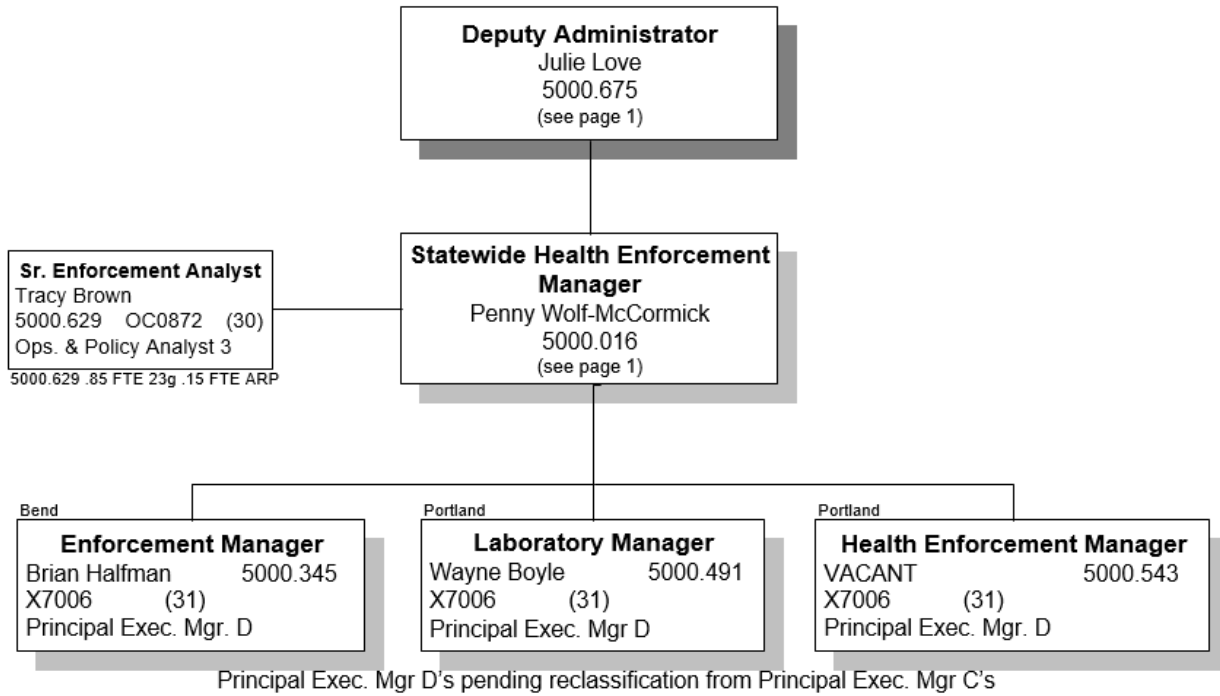 Deputy Administrator
Julie Love
5000.675
(see page 1)
Statewide Health Enforcement
Manager
Penny Wolf-McCormick
5000.016
(see page 1)
Sr. Enforcement Analyst
Tracy Brown
5000.629 OC0872 (30)
Ops. & Policy Analyst 3
5000.629 .85 FTE 23g .15 FTE ARP
Bend
Enforcement Manager
Brian Halfman 5000.345
X7006 (31)
Principal Exec. Mgr. D
Portland
Laboratory Manager
Wayne Boyle 5000.491
X7006 (31)
Principal Exec. Mgr D
Portland
Health Enforcement Manager
VACANT 5000.543
X7006 (31)
Principal Exec. Mgr. D
Principal Exec. Mgr D's pending reclassification from Principal Exec. Mgr C's